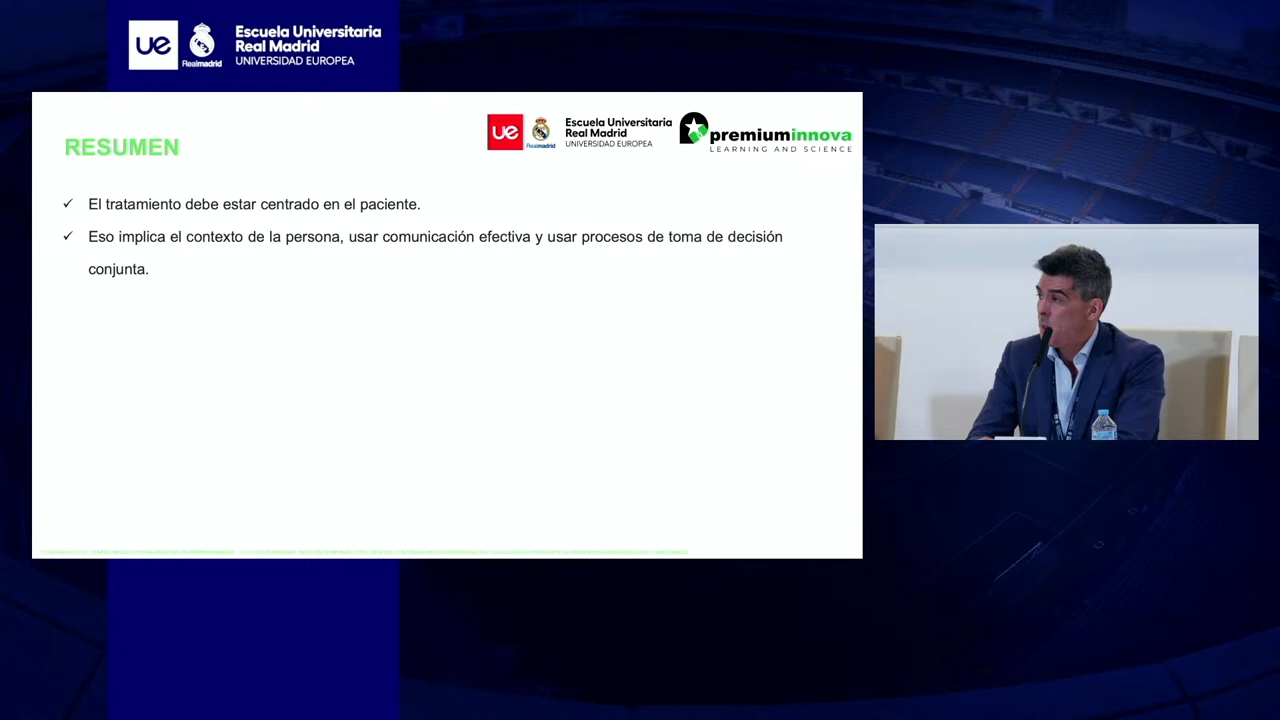 ue
Realmadrid
Escuela Universitaria
Real Madrid
UNIVERSIDAD EUROPEA
RESUMEN
ue
Realmadrid
Escuela Universitaria
Real Madrid
UNIVERSIDAD EUROPEA
premiuminnova
LEARNING AND SCIENCE
✓ El tratamiento debe estar centrado en el paciente.
✓ Eso implica el contexto de la persona, usar comunicación efectiva y usar procesos de toma de decisión
conjunta.